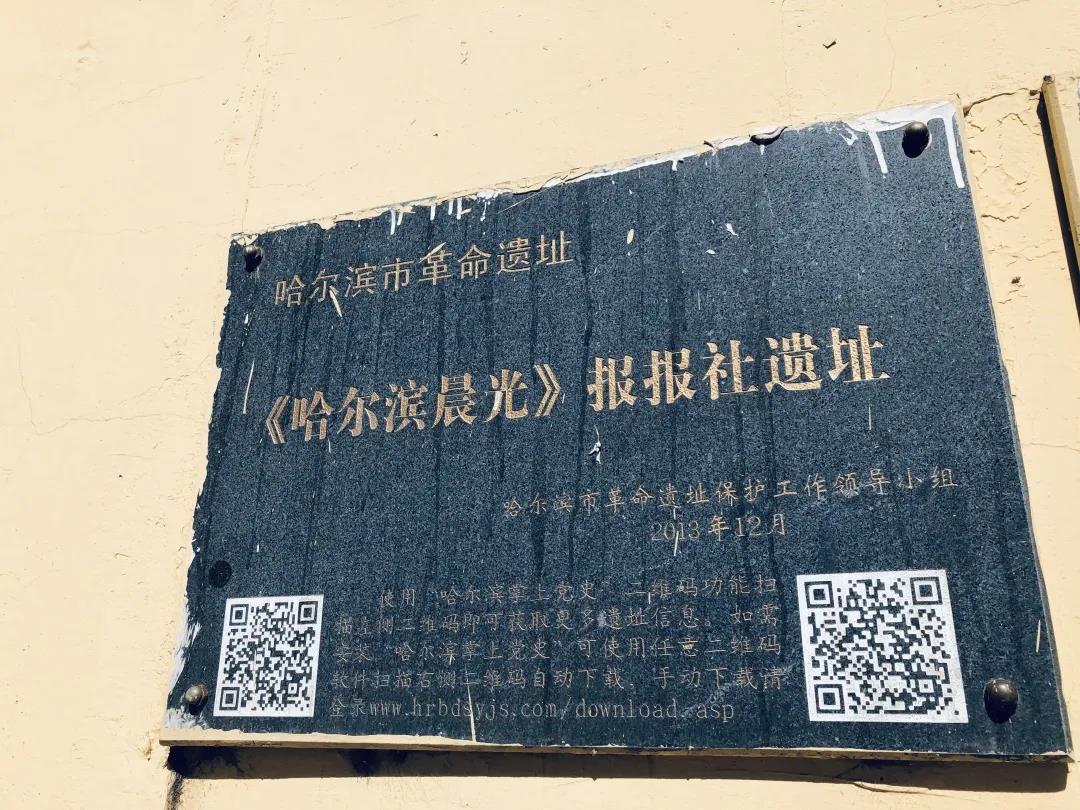 哈尔滨市革命遗址
《哈尔滨晨光》报报社遗址
哈尔滨市革命遗址保护工作领导小组
2013年12月
使用“哈尔滨掌上党史”二维码功能扫
描左侧二维码即可获取更多遗址信息。如需
安装“哈尔滨掌上党史”可使用任意二维码
软件扫描右侧二维码自动下载，手动下载请
登录www.hrbdsyjs.com/download.asp